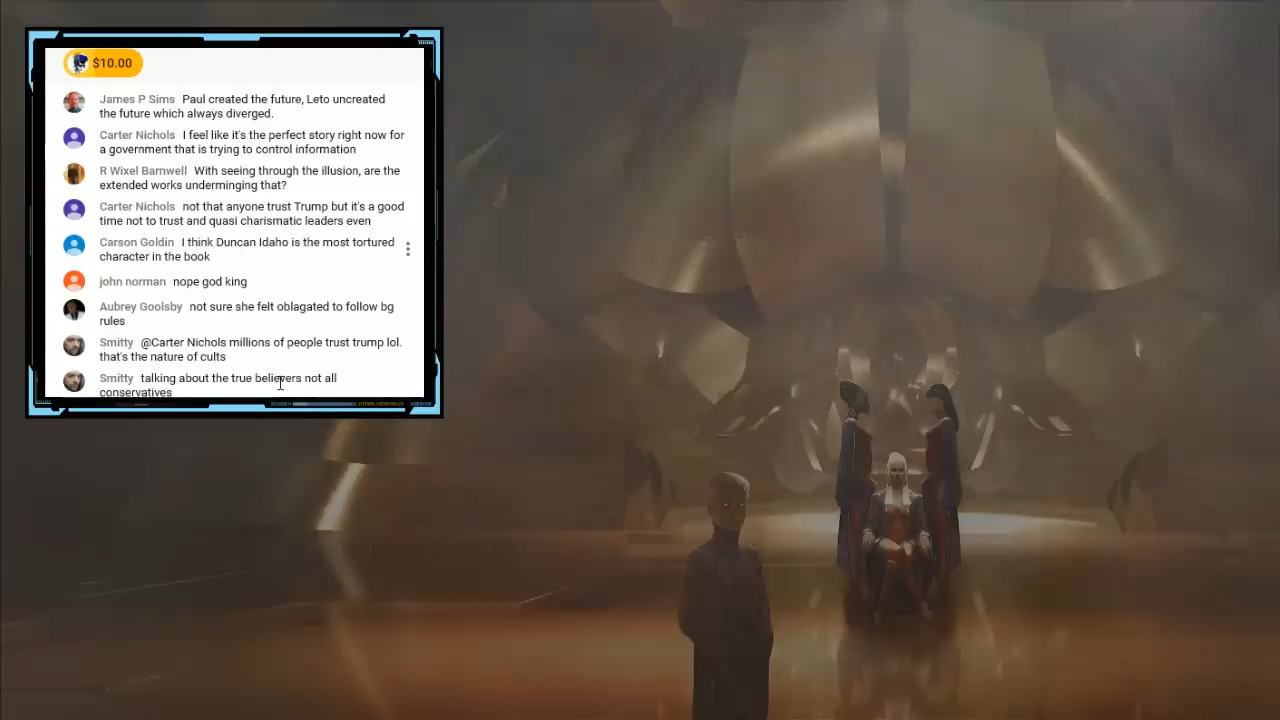 $10.00
James P Sims Paul created the future, Leto uncreated
the future which always diverged.
Carter Nichols I feel like it's the perfect story right now for
a government that is trying to control information
R Wixel Barnwell With seeing through the illusion, are the
extended works underminging that?
Carter Nichols not that anyone trust Trump but it's a good
time not to trust and quasi charismatic leaders even
Carson Goldin I think Duncan Idaho is the most tortured
character in the book
john norman nope god king
Aubrey Goolsby not sure she felt oblagated to follow bg
rules
Smitty @Carter Nichols millions of people trust trump lol.
that's the nature of cults
Smitty talking about the true believers not all
conservatives